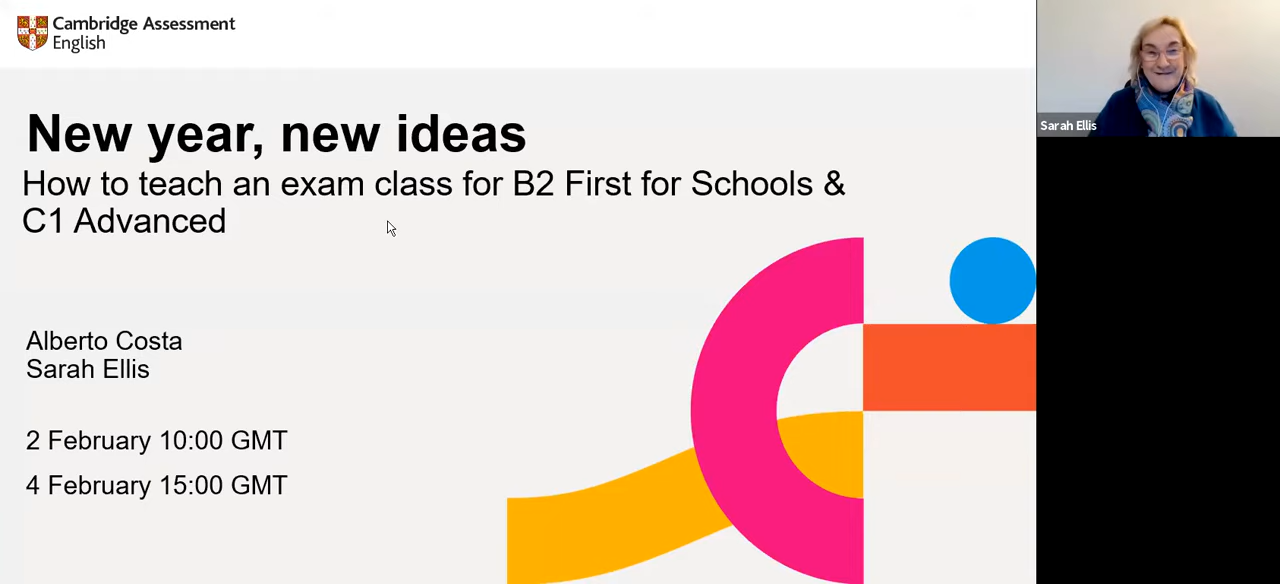 Cambridge Assessment
English
New year, new ideas
How to teach an exam class for B2 First for Schools &
C1 Advanced
Alberto Costa
Sarah Ellis
2 February 10:00 GMT
4 February 15:00 GMT
Sarah Ellis